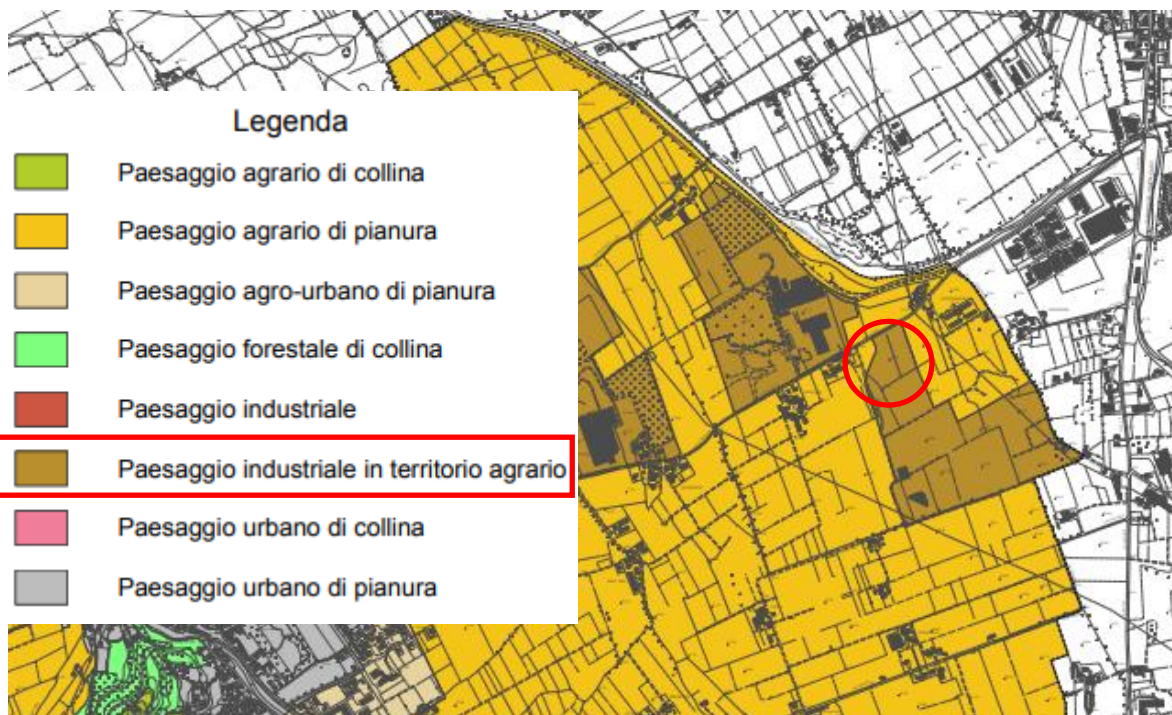 Legenda
Paesaggio agrario di collina
Paesaggio agrario di pianura
Paesaggio agro-urbano di pianura
Paesaggio forestale di collina
Paesaggio industriale
Paesaggio industriale in territorio agrario
Paesaggio urbano di collina
Paesaggio urbano di pianura